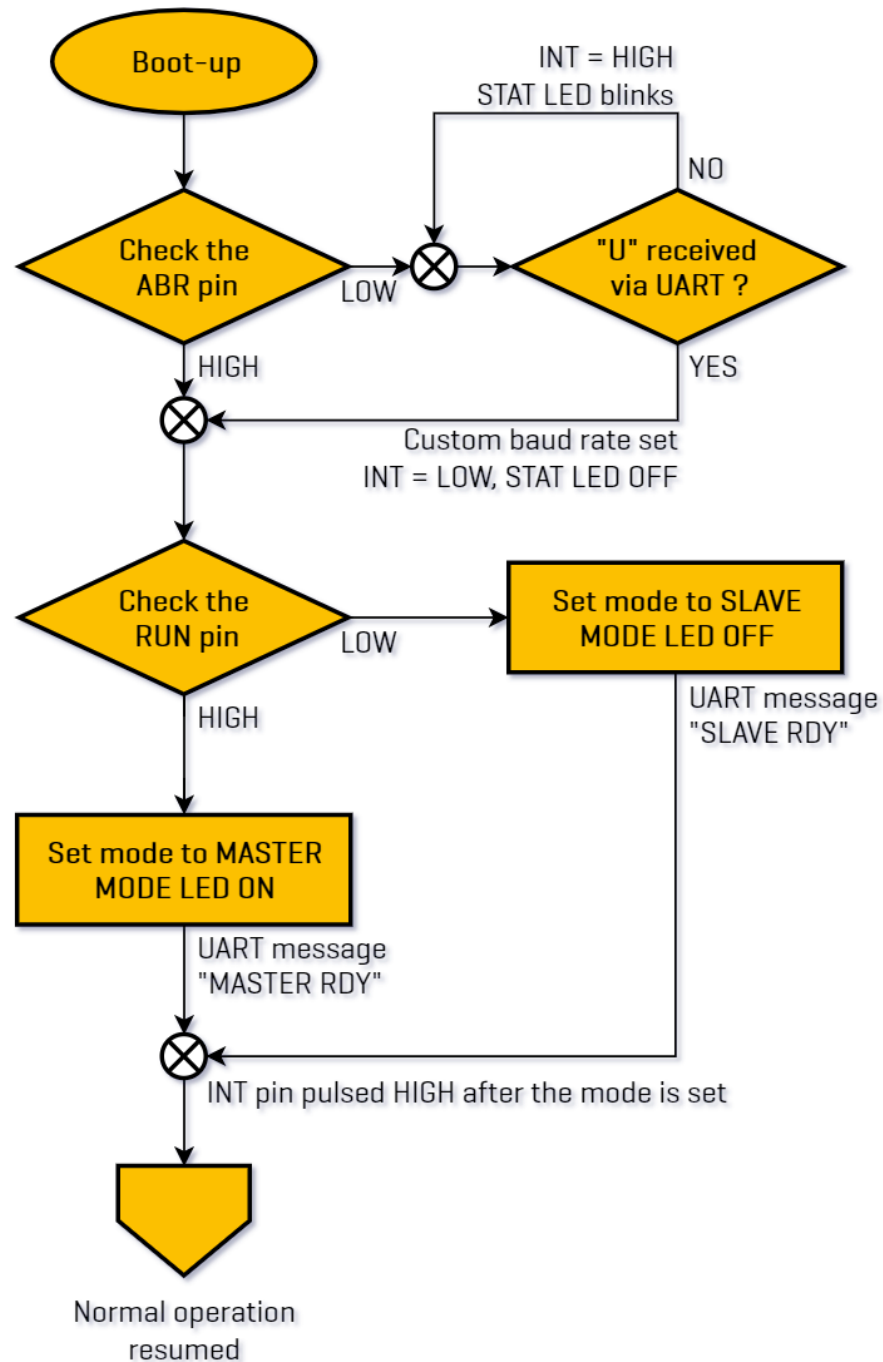 Boot-up
INT = HIGH
STAT LED blinks
NO
Check the
ABR pin
LOW
"U" received
via UART ?
HIGH
YES
Custom baud rate set
INT = LOW, STAT LED OFF
Check the
RUN pin
LOW
Set mode to SLAVE
MODE LED OFF
HIGH
UART message
"SLAVE RDY"
Set mode to MASTER
MODE LED ON
UART message
"MASTER RDY"
INT pin pulsed HIGH after the mode is set
Normal operation
resumed